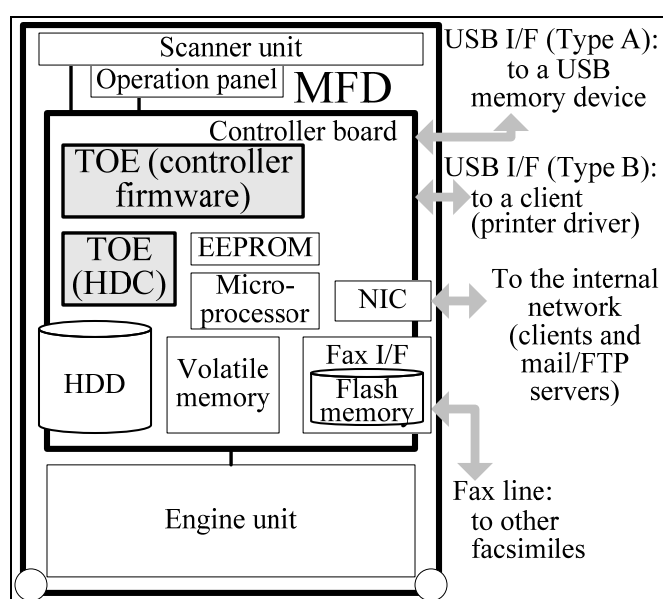 Scanner unit
Operation panel
MFD
Controller board
TOE (controller
firmware)
TOE
(HDC)
EEPROM
Micro-
processor
NIC
HDD
Volatile
memory
Fax I/F
Flash
memory
Engine unit
USB I/F (Type A):
to a USB
memory device
USB I/F (Type B):
to a client
(printer driver)
To the internal
network
(clients and
mail/FTP
servers)
Fax line:
to other
facsimiles